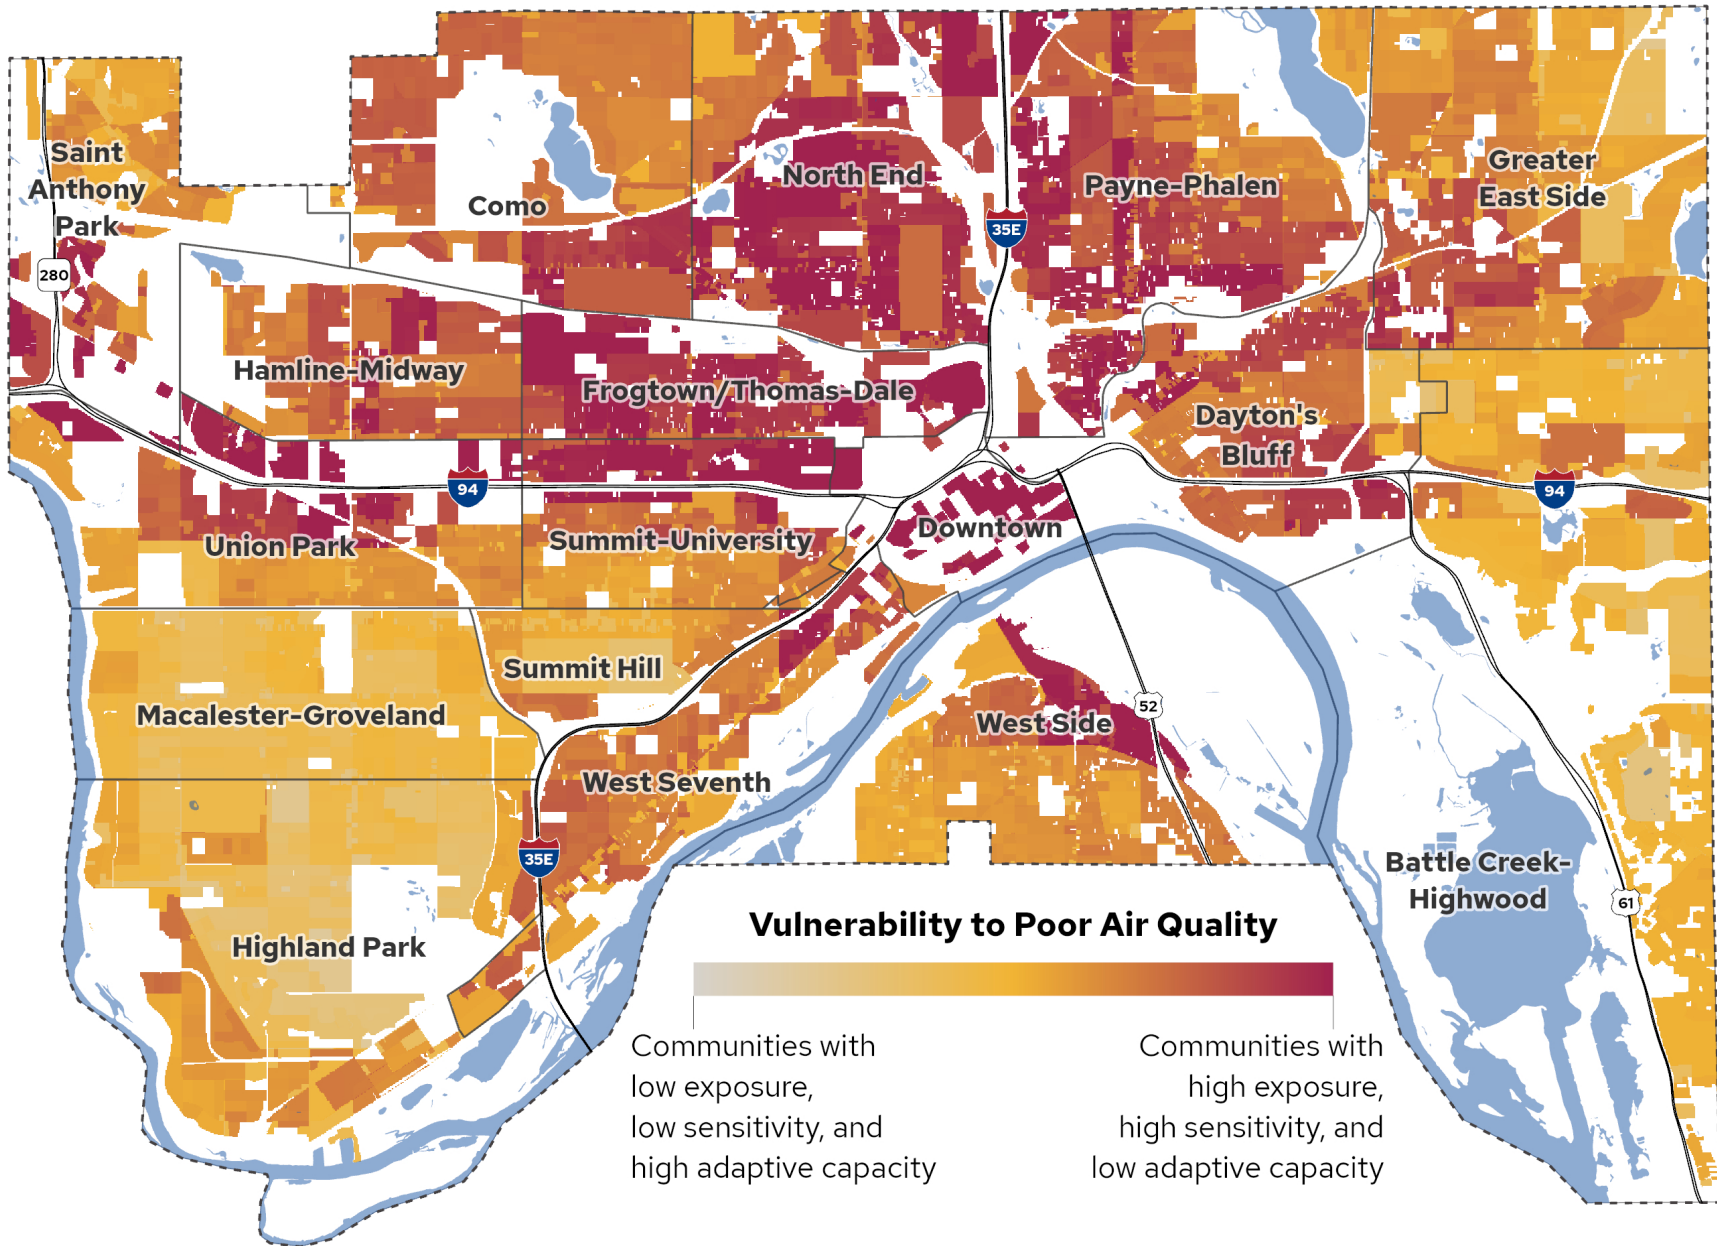 Saint
Anthony
Park
280
Como
North End
35E
Payne-Phalen
Greater
East Side
Hamline-Midway
Frogtown/Thomas-Dale
Dayton's
Bluff
94
94
Union Park
Summit-University
Downtown
Summit Hill
Macalester-Groveland
West Side
52
West Seventh
35E
Battle Creek-
Highwood
61
Highland Park
Vulnerability to Poor Air Quality
Communities with
low exposure,
low sensitivity, and
high adaptive capacity
Communities with
high exposure,
high sensitivity, and
low adaptive capacity